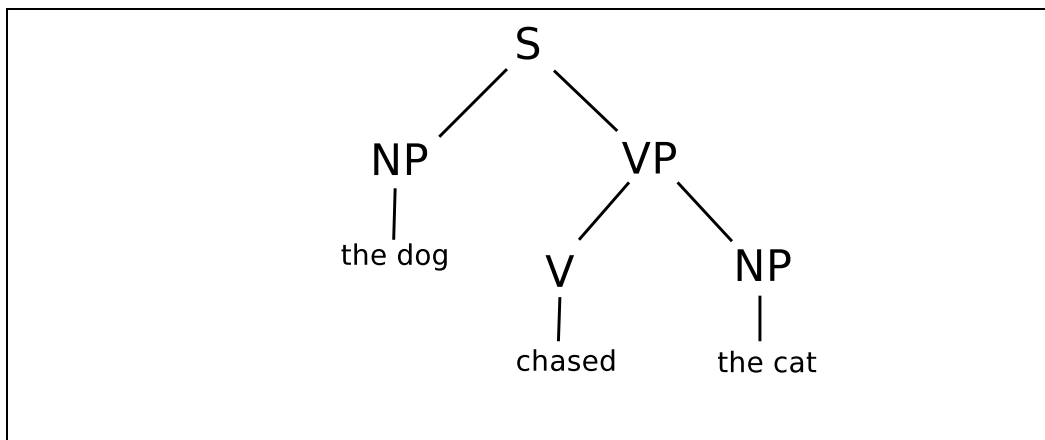 S
NP VP
the dog
V NP
chased the cat